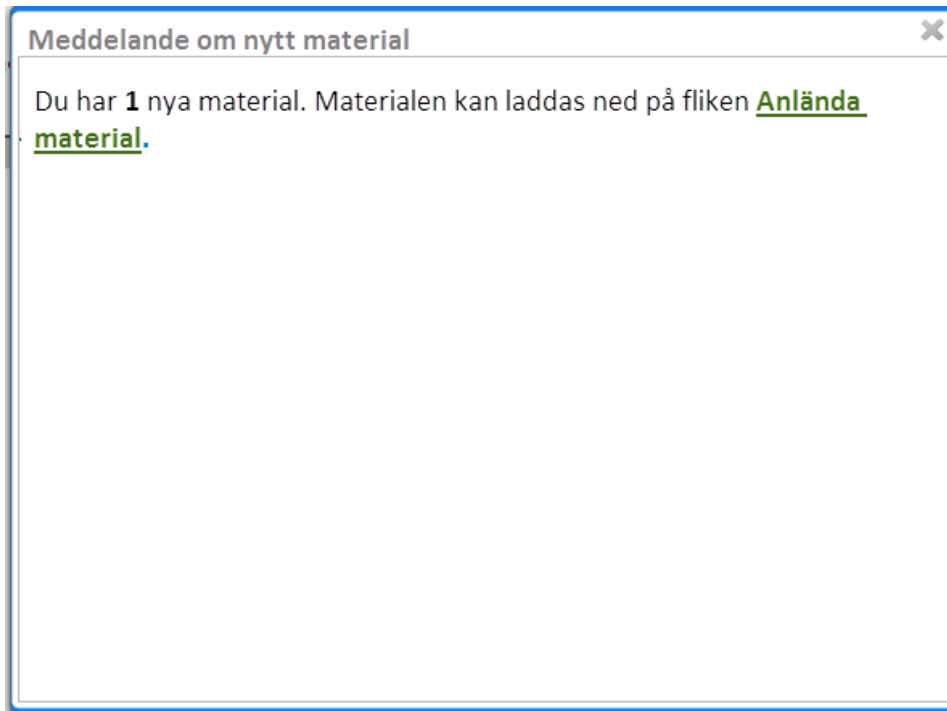 Meddelande om nytt material
Du har 1 nya material. Materialen kan laddas ned på fliken Anlända
material.